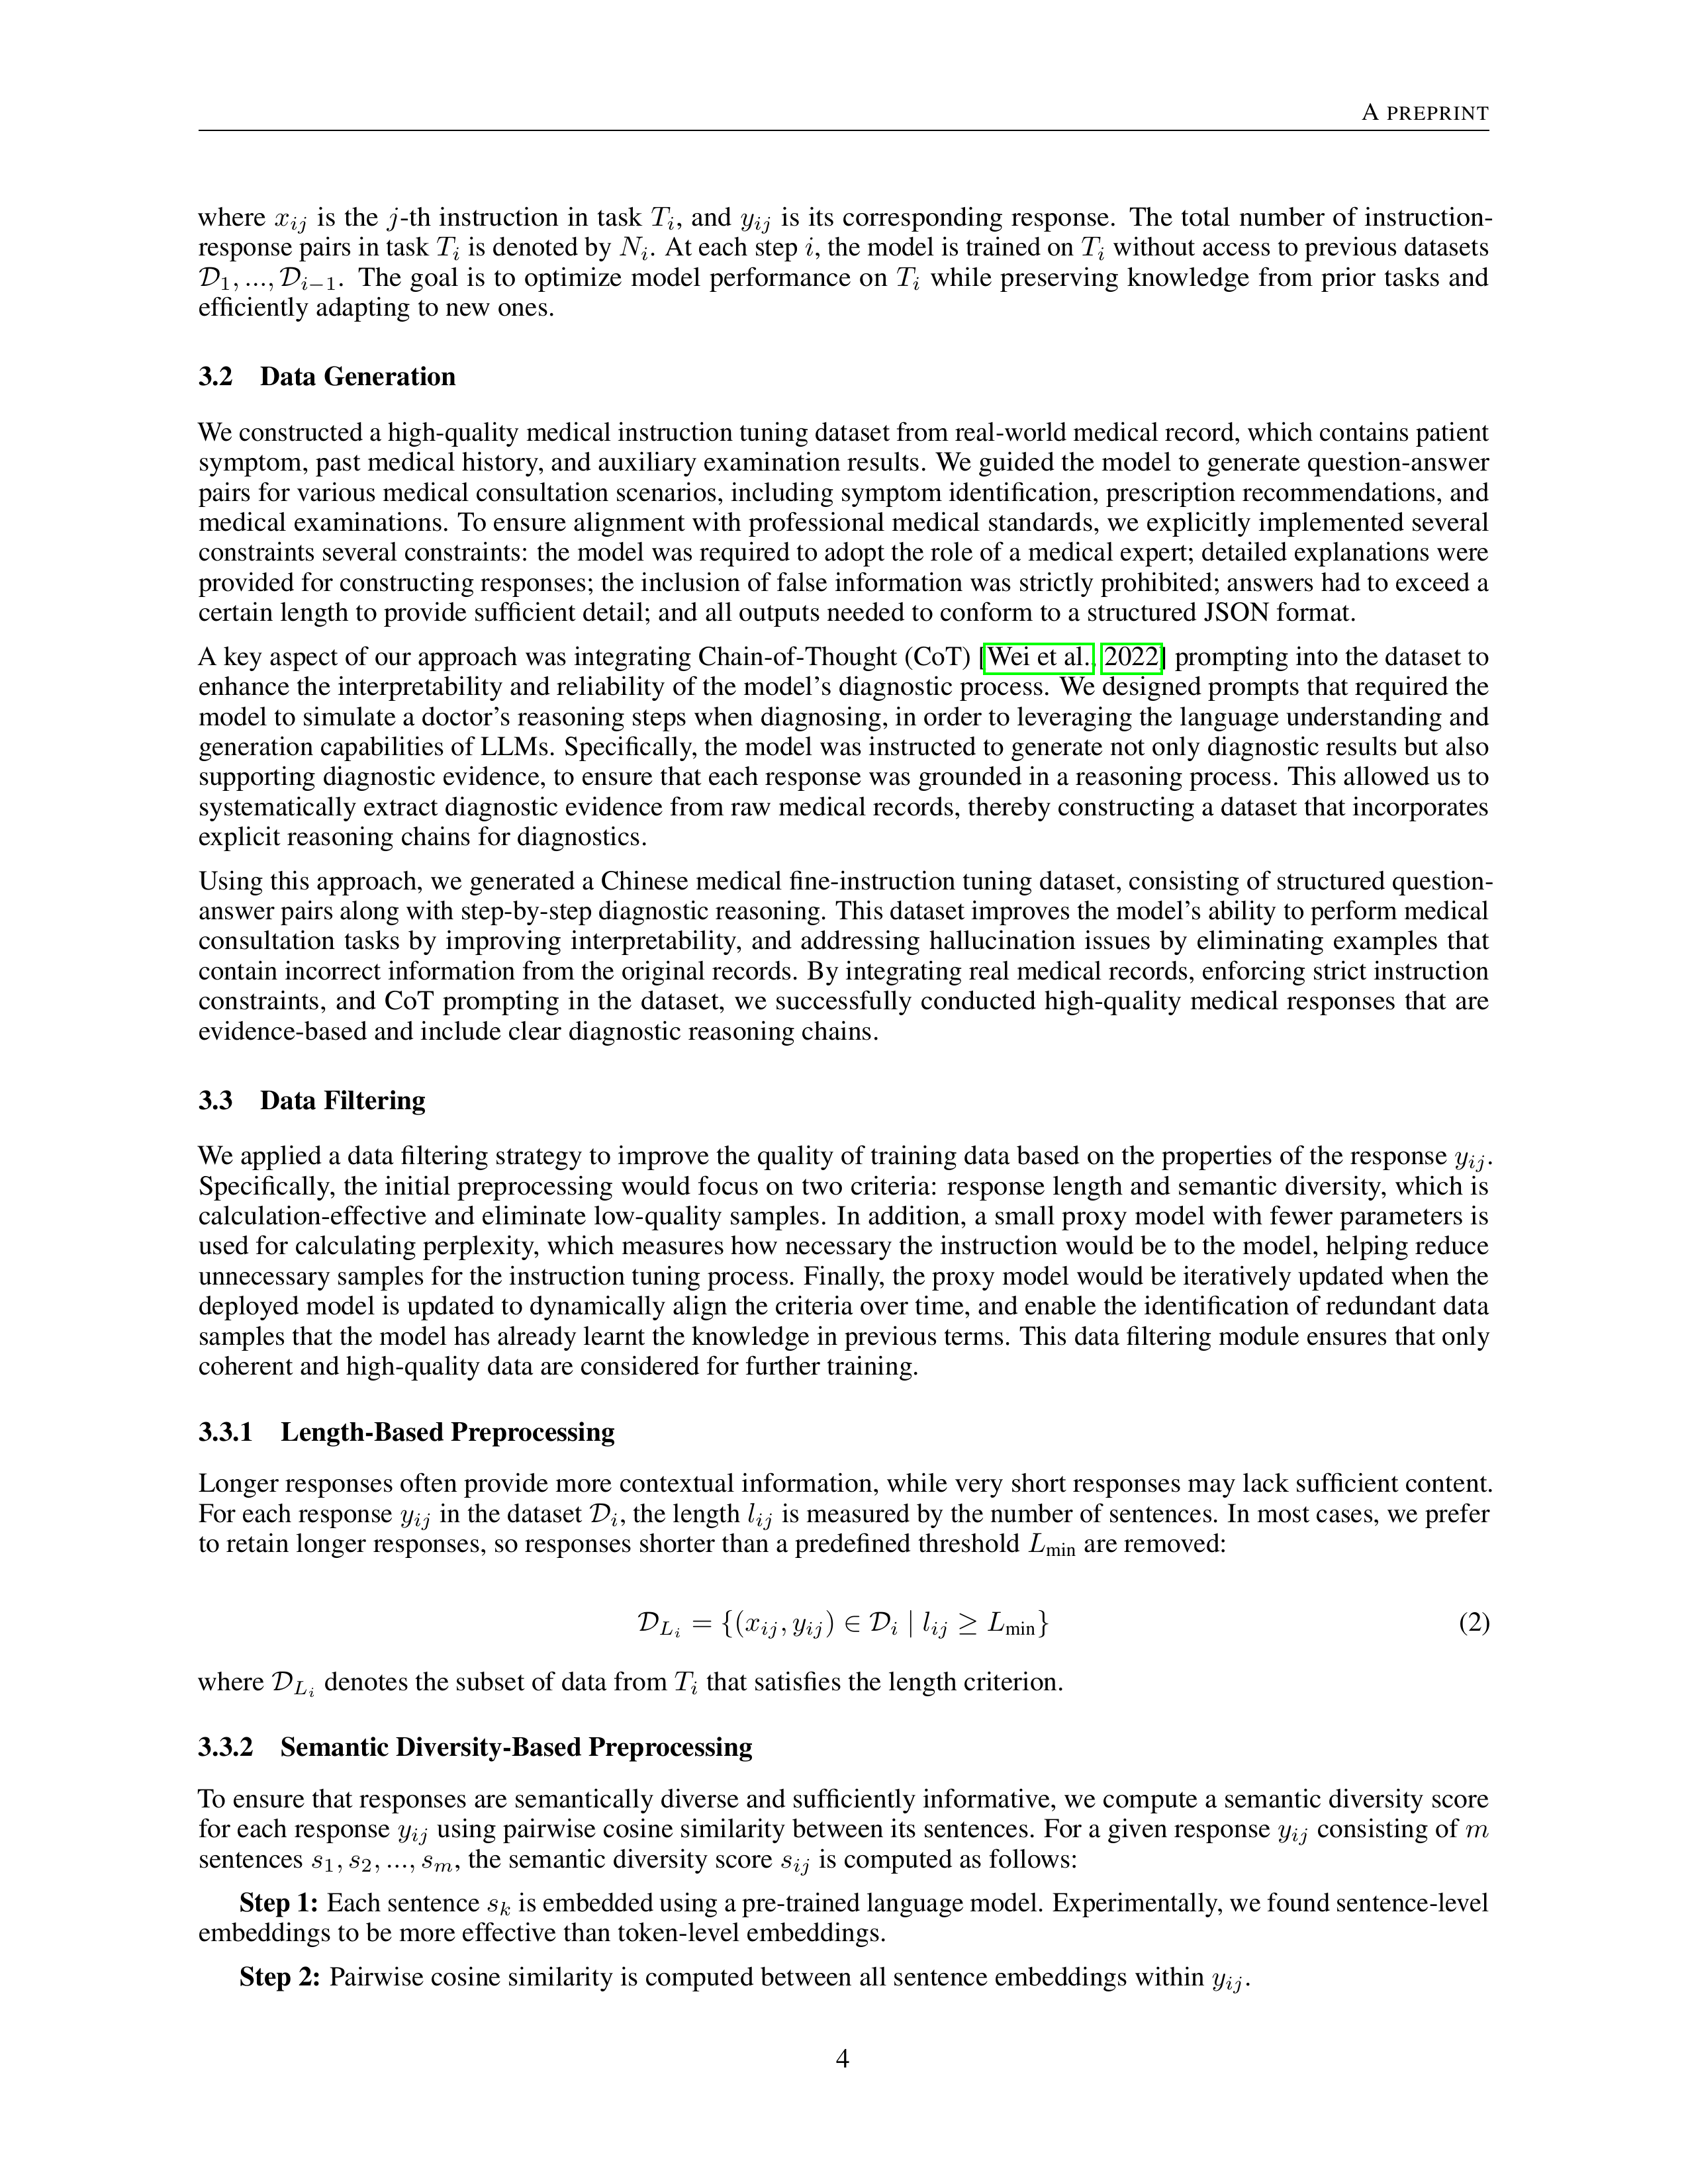 A PREPRINT
where x_{ij} is the j-th instruction in task T_i, and y_{ij} is its corresponding response. The total number of instruction-
response pairs in task T_i is denoted by N_i. At each step i, the model is trained on T_i without access to previous datasets
D_1, ..., D_{i−1}. The goal is to optimize model performance on T_i while preserving knowledge from prior tasks and
efficiently adapting to new ones.
3.2 Data Generation
We constructed a high-quality medical instruction tuning dataset from real-world medical record, which contains patient
symptom, past medical history, and auxiliary examination results. We guided the model to generate question-answer
pairs for various medical consultation scenarios, including symptom identification, prescription recommendations, and
medical examinations. To ensure alignment with professional medical standards, we explicitly implemented several
constraints several constraints: the model was required to adopt the role of a medical expert; detailed explanations were
provided for constructing responses; the inclusion of false information was strictly prohibited; answers had to exceed a
certain length to provide sufficient detail; and all outputs needed to conform to a structured JSON format.
A key aspect of our approach was integrating Chain-of-Thought (CoT) [Wei et al., 2022] prompting into the dataset to
enhance the interpretability and reliability of the model's diagnostic process. We designed prompts that required the
model to simulate a doctor's reasoning steps when diagnosing, in order to leveraging the language understanding and
generation capabilities of LLMs. Specifically, the model was instructed to generate not only diagnostic results but also
supporting diagnostic evidence, to ensure that each response was grounded in a reasoning process. This allowed us to
systematically extract diagnostic evidence from raw medical records, thereby constructing a dataset that incorporates
explicit reasoning chains for diagnostics.
Using this approach, we generated a Chinese medical fine-instruction tuning dataset, consisting of structured question-
answer pairs along with step-by-step diagnostic reasoning. This dataset improves the model's ability to perform medical
consultation tasks by improving interpretability, and addressing hallucination issues by eliminating examples that
contain incorrect information from the original records. By integrating real medical records, enforcing strict instruction
constraints, and CoT prompting in the dataset, we successfully conducted high-quality medical responses that are
evidence-based and include clear diagnostic reasoning chains.
3.3 Data Filtering
We applied a data filtering strategy to improve the quality of training data based on the properties of the response y_{ij}.
Specifically, the initial preprocessing would focus on two criteria: response length and semantic diversity, which is
calculation-effective and eliminate low-quality samples. In addition, a small proxy model with fewer parameters is
used for calculating perplexity, which measures how necessary the instruction would be to the model, helping reduce
unnecessary samples for the instruction tuning process. Finally, the proxy model would be iteratively updated when the
deployed model is updated to dynamically align the criteria over time, and enable the identification of redundant data
samples that the model has already learnt the knowledge in previous terms. This data filtering module ensures that only
coherent and high-quality data are considered for further training.
3.3.1 Length-Based Preprocessing
Longer responses often provide more contextual information, while very short responses may lack sufficient content.
For each response y_{ij} in the dataset D_i, the length l_{ij} is measured by the number of sentences. In most cases, we prefer
to retain longer responses, so responses shorter than a predefined threshold L_{min} are removed:
D_{L_i} = {(x_{ij}, y_{ij}) ∈ D_i | l_{ij} ≥ L_{min}} (2)
where D_{L_i} denotes the subset of data from T_i that satisfies the length criterion.
3.3.2 Semantic Diversity-Based Preprocessing
To ensure that responses are semantically diverse and sufficiently informative, we compute a semantic diversity score
for each response y_{ij} using pairwise cosine similarity between its sentences. For a given response y_{ij} consisting of m
sentences s_1, s_2, ..., s_m, the semantic diversity score s_{ij} is computed as follows:
Step 1: Each sentence s_k is embedded using a pre-trained language model. Experimentally, we found sentence-level
embeddings to be more effective than token-level embeddings.
Step 2: Pairwise cosine similarity is computed between all sentence embeddings within y_{ij}.
4